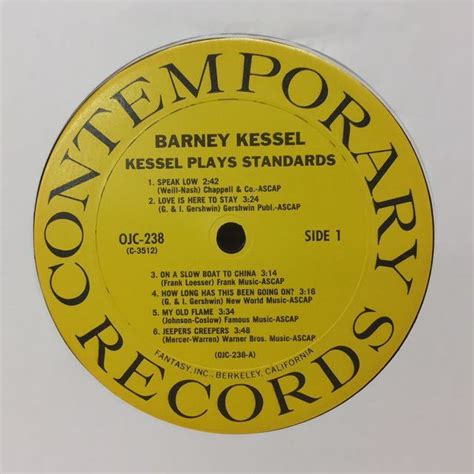 CONTEMPORARY RECORDS
BARNEY KESSEL
KESSEL PLAYS STANDARDS
1. SPEAK LOW 2:42
(Weill-Nash) Chappell & Co.-ASCAP
2. LOVE IS HERE TO STAY 3:24
(G. & I. Gershwin) Gershwin Publ.-ASCAP
OJC-238
(C-3512)
SIDE 1
3. ON A SLOW BOAT TO CHINA 3:14
(Frank Loesser) Frank Music-ASCAP
4. HOW LONG HAS THIS BEEN GOING ON? 3:16
(G. & I. Gershwin) New World Music-ASCAP
5. MY OLD FLAME 3:34
(Johnson-Coslow) Famous Music-ASCAP
6. JEEPERS CREEPERS 3:48
(Mercer-Warren) Warner Bros. Music-ASCAP
(OJC-238-A)
FANTASY, INC., BERKELEY, CALIFORNIA